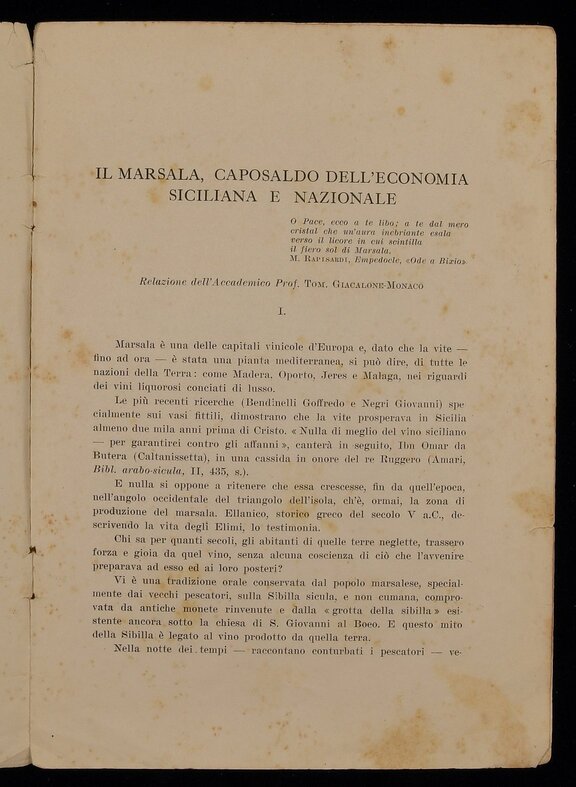 IL MARSALA, CAPOSALDO DELL'ECONOMIA
SICILIANA E NAZIONALE
O Pace, ecco a te libo; a te dal mero
cristal che un'aura inebriante esala
verso il licore in cui scintilla
il fiero sol di Marsala.
M. RAPISARDI, Empedocle, «Ode a Bixio».
Relazione dell'Accademico Prof. TOM. GIACALONE-MONACO
I.
Marsala è una delle capitali vinicole d'Europa e, dato che la vite —
fino ad ora — è stata una pianta mediterranea, si può dire, di tutte le
nazioni della Terra: come Madera, Oporto, Jeres e Malaga, nei riguardi
dei vini liquorosi conciati di lusso.
Le più recenti ricerche (Bendinelli Goffredo e Negri Giovanni) spe
cialmente sui vasi fittili, dimostrano che la vite prosperava in Sicilia
almeno due mila anni prima di Cristo. « Nulla di meglio del vino siciliano
— per garantirci contro gli affanni », canterà in seguito, Ibn Omar da
Butera (Caltanissetta), in una cassida in onore del re Ruggero (Amari,
Bibl. arabo-sicula, II, 435, s.).
E nulla si oppone a ritenere che essa crescesse, fin da quell'epoca,
nell'angolo occidentale del triangolo dell'isola, ch'è, ormai, la zona di
produzione del marsala. Ellanico, storico greco del secolo V a.C., de-
scrivendo la vita degli Elimi, lo testimonia.
Chi sa per quanti secoli, gli abitanti di quelle terre neglette, trassero
forza e gioia da quel vino, senza alcuna coscienza di ciò che l'avvenire
preparava ad esso ed ai loro posteri?
Vi è una tradizione orale conservata dal popolo marsalese, special-
mente dai vecchi pescatori, sulla Sibilla sicula, e non cumana, compro-
vata da antiche monete rinvenute e dalla « grotta della sibilla » esi-
stente ancora sotto la chiesa di S. Giovanni al Boeo. E questo mito
della Sibilla è legato al vino prodotto da quella terra.
Nella notte dei tempi — raccontano conturbati i pescatori — ve-